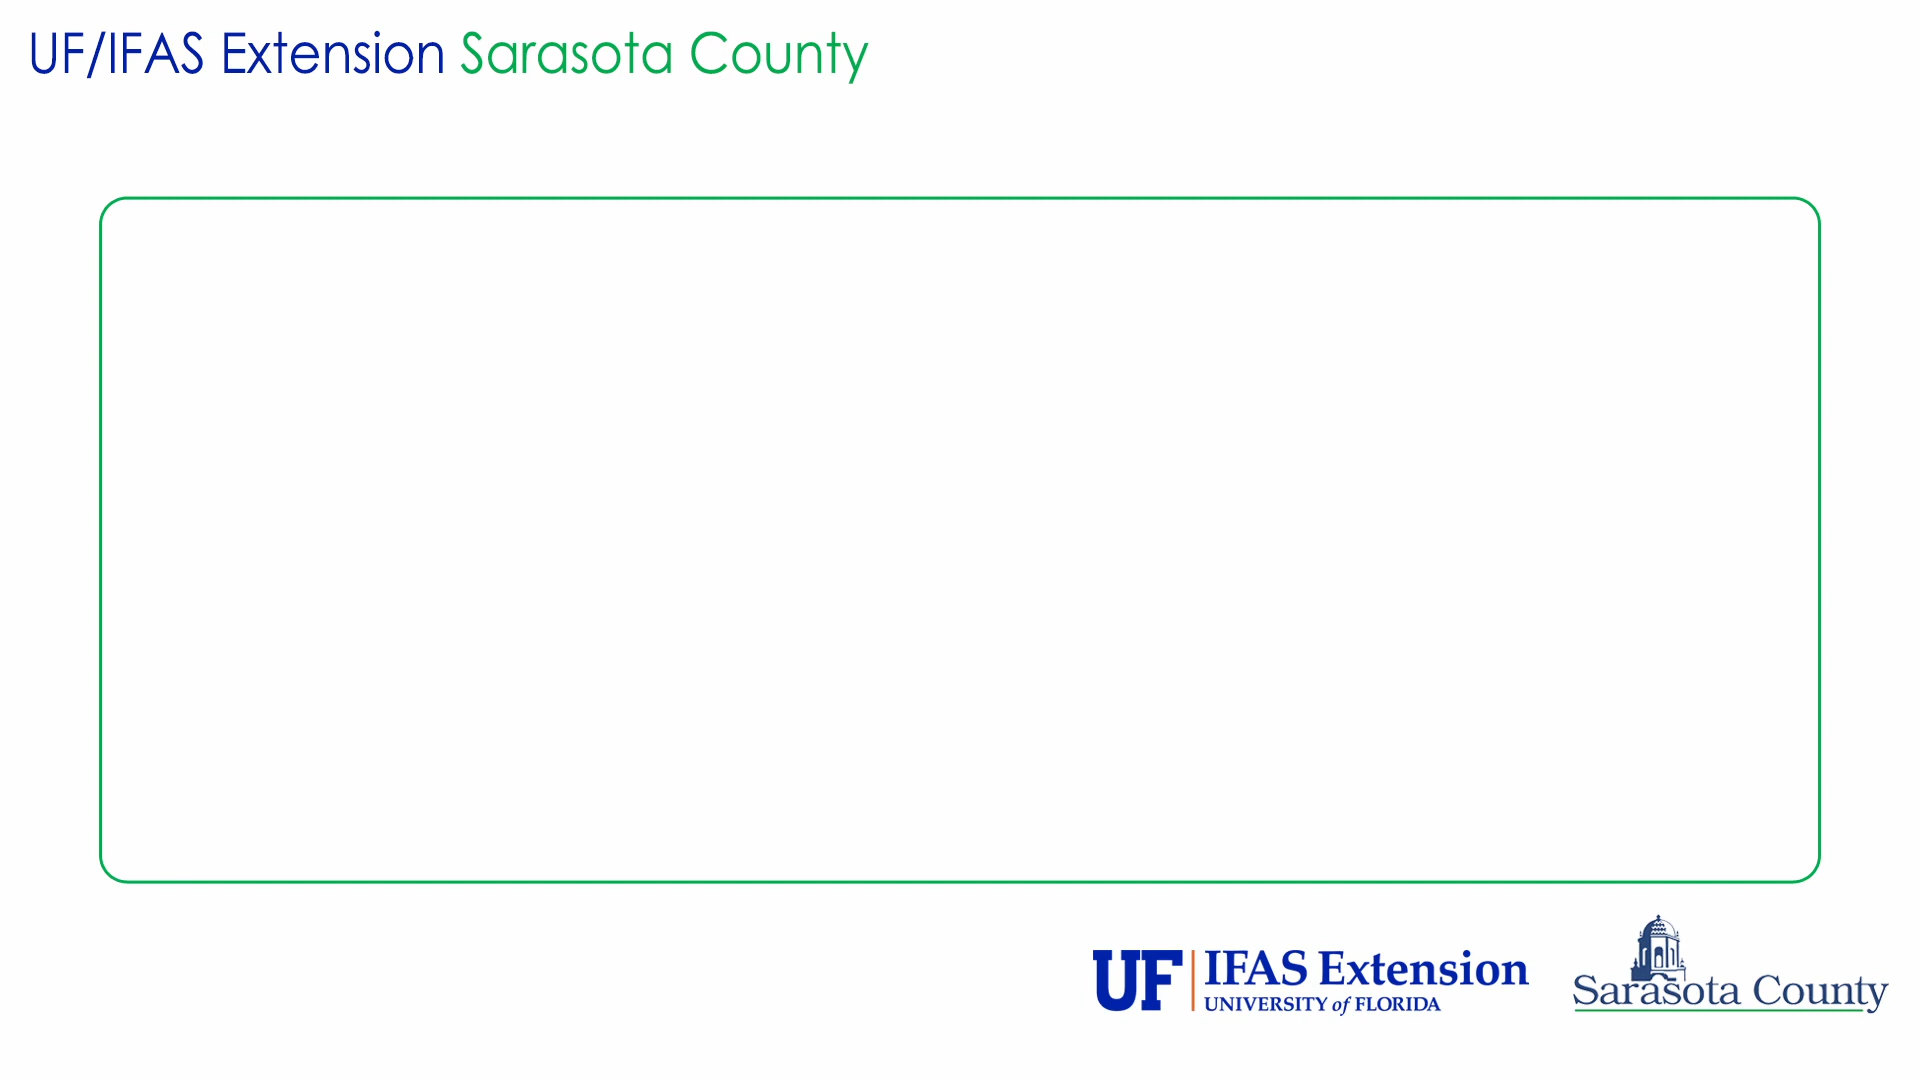 UF/IFAS Extension Sarasota County
UF IFAS Extension
UNIVERSITY of FLORIDA
Sarasota County